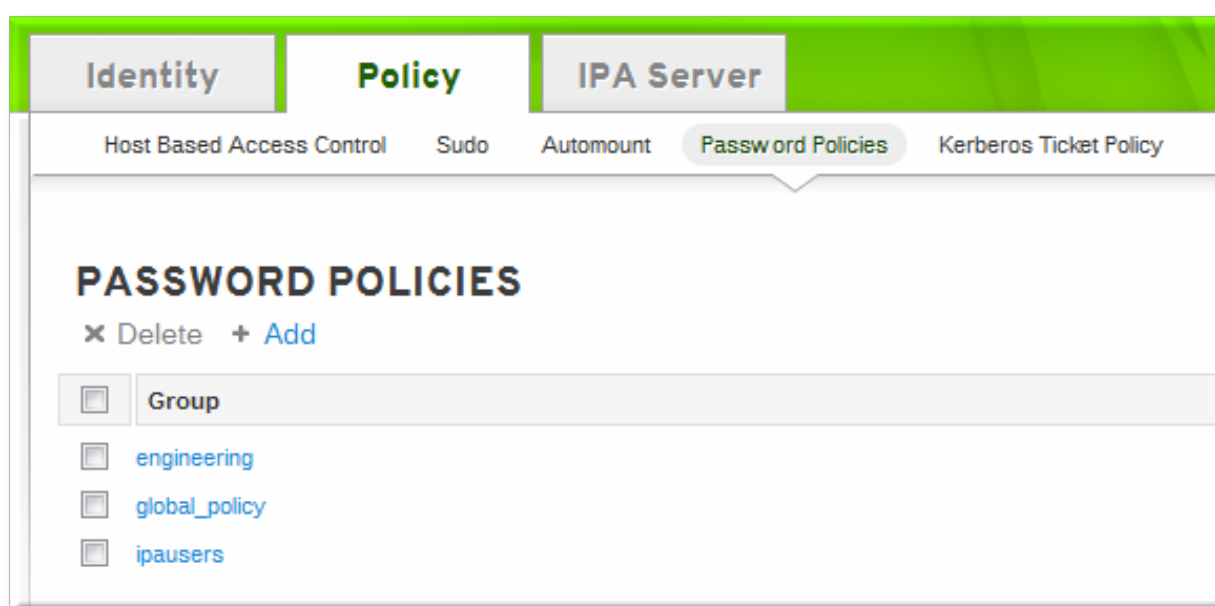 Identity Policy IPA Server
Host Based Access Control Sudo Automount Password Policies Kerberos Ticket Policy
PASSWORD POLICIES
Delete Add
Group
engineering
global_policy
ipausers